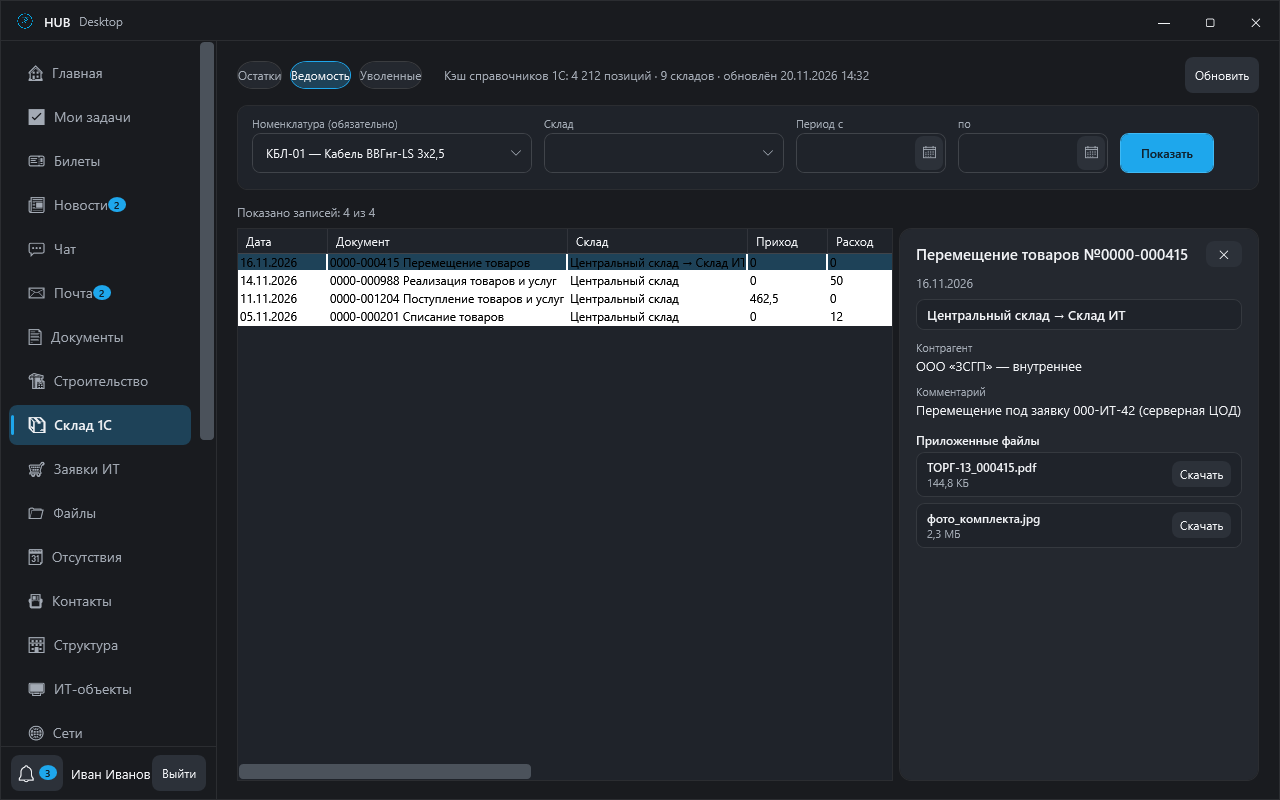 HUB Desktop
Главная
Мои задачи
Билеты
Новости 2
Чат
Почта 2
Документы
Строительство
Склад 1С
Заявки ИТ
Файлы
31 Отсутствия
Контакты
Структура
ИТ-объекты
Сети
3 Иван Иванов Выйти
Остатки Ведомость Уволенные Кэш справочников 1С: 4 212 позиций · 9 складов · обновлён 20.11.2026 14:32 Обновить
Номенклатура (обязательно) Склад Период с по
КБЛ-01 — Кабель ВВГнг-LS 3x2,5 Показать
Показано записей: 4 из 4
Дата Документ Склад Приход Расход
16.11.2026 0000-000415 Перемещение товаров Центральный склад → Склад ИТ 0 0
14.11.2026 0000-000988 Реализация товаров и услуг Центральный склад 0 50
11.11.2026 0000-001204 Поступление товаров и услуг Центральный склад 462,5 0
05.11.2026 0000-000201 Списание товаров Центральный склад 0 12
Перемещение товаров №0000-000415
16.11.2026
Центральный склад → Склад ИТ
Контрагент
ООО «ЗСГП» — внутреннее
Комментарий
Перемещение под заявку 000-ИТ-42 (серверная ЦОД)
Приложенные файлы
ТОРГ-13_000415.pdf
144,8 КБ
Скачать
фото_комплекта.jpg
2,3 МБ
Скачать